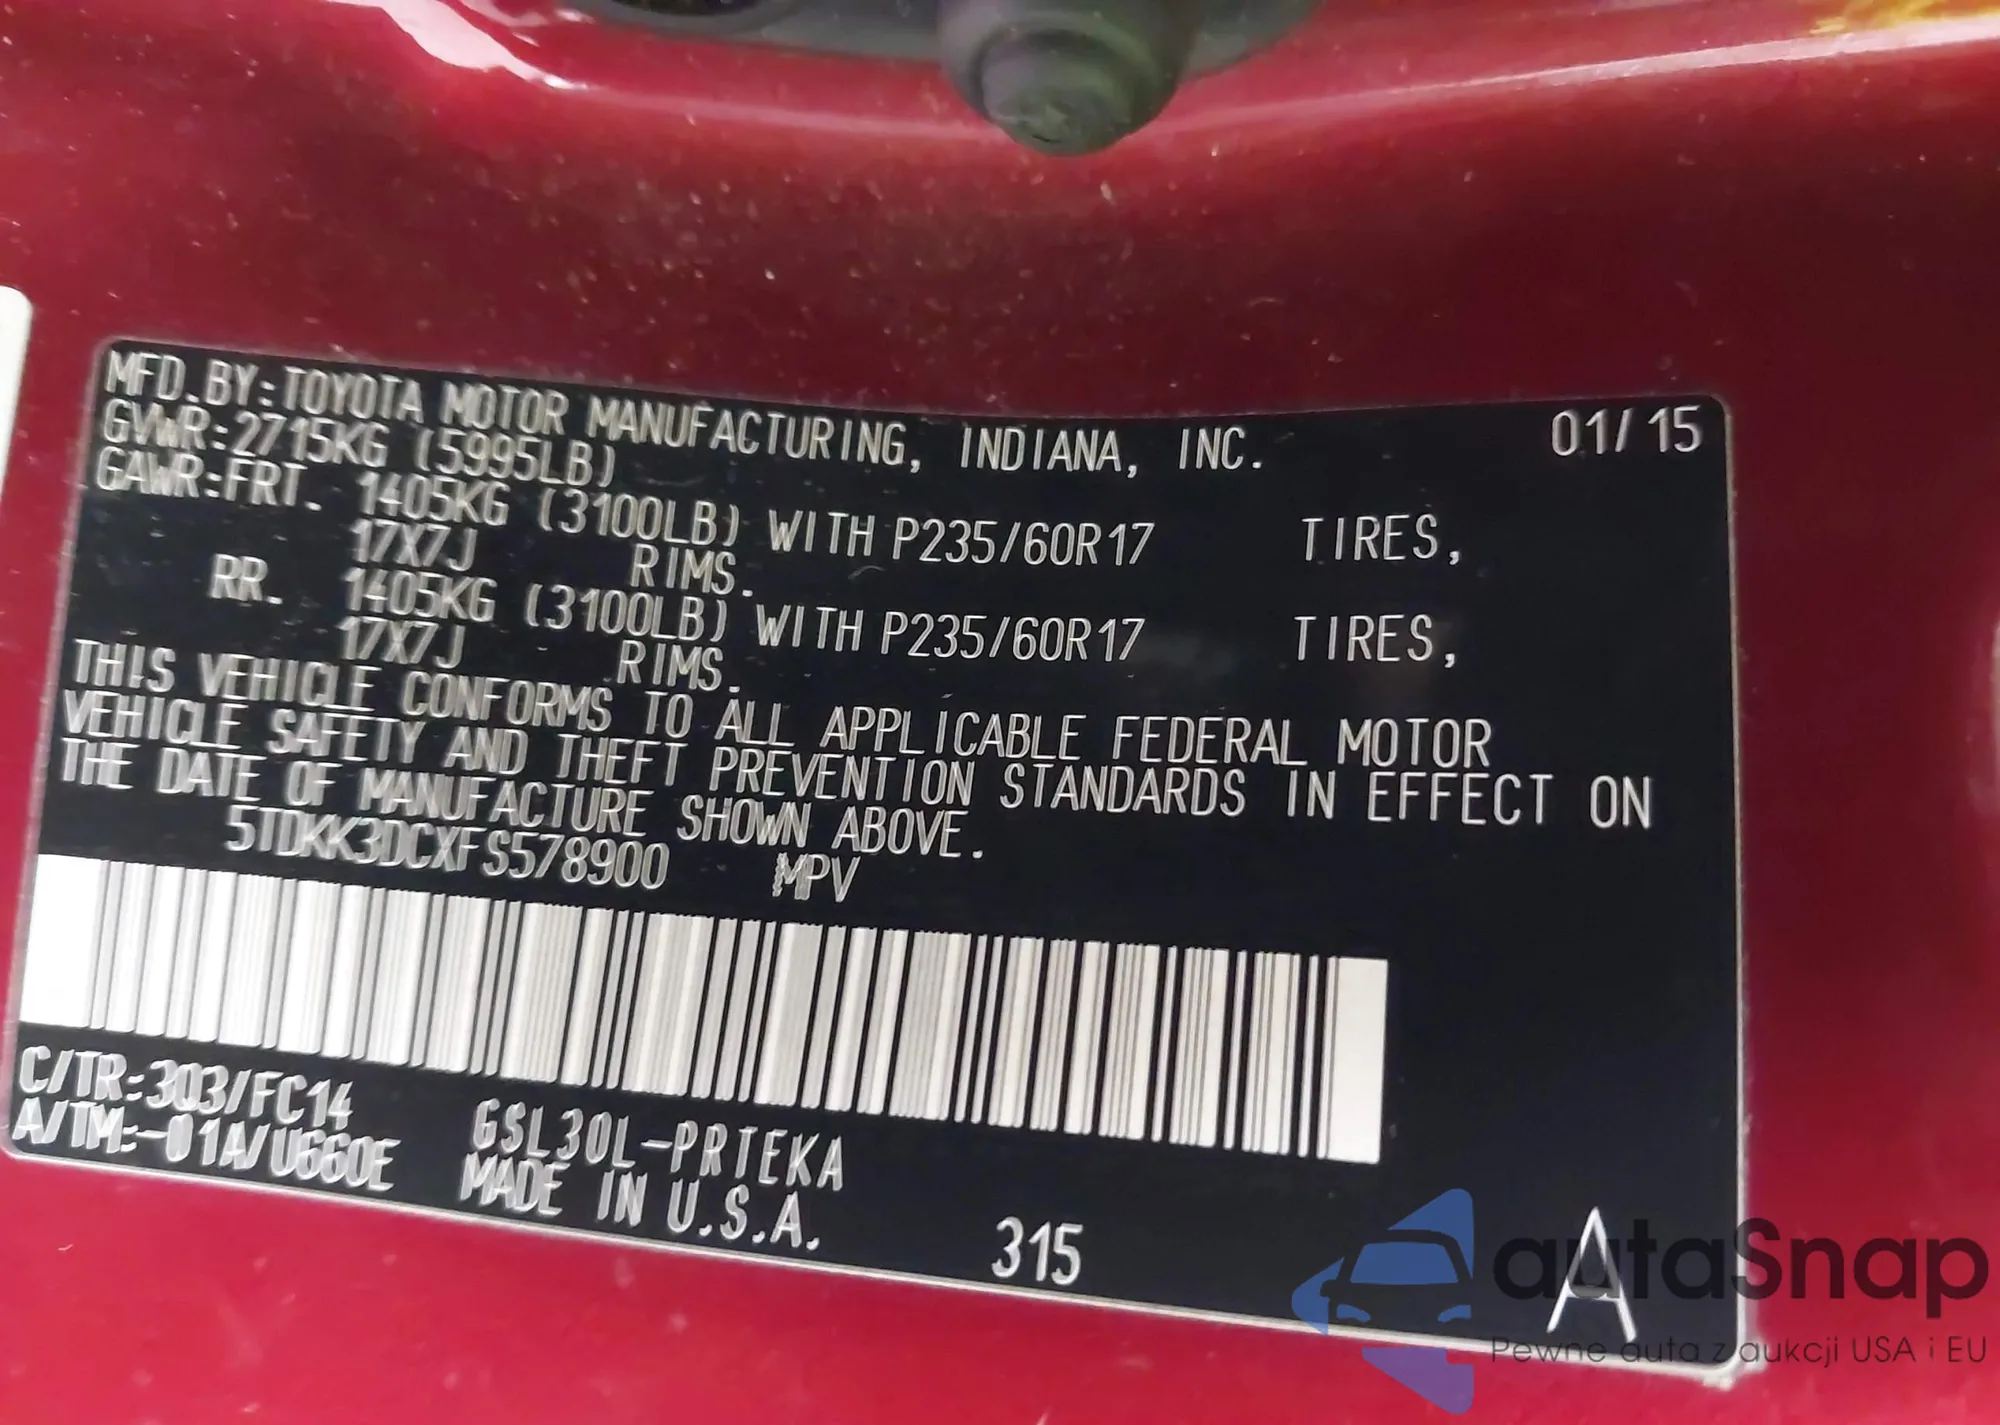 MFD.BY:TOYOTA MOTOR MANUFACTURING, INDIANA, INC. 01/15
GVWR:2715KG (5995LB)
GAWR:FRT. 1405KG (3100LB) WITH P235/60R17 TIRES,
17X7J RIMS.
RR. 1405KG (3100LB) WITH P235/60R17 TIRES,
17X7J RIMS.
THIS VEHICLE CONFORMS TO ALL APPLICABLE FEDERAL MOTOR
VEHICLE SAFETY AND THEFT PREVENTION STANDARDS IN EFFECT ON
THE DATE OF MANUFACTURE SHOWN ABOVE.
5TDKK3DCXFS578900 MPV
C/TR:3Q3/FC14
A/TM:-01A/U660E
GSL30L-PRTEKA
MADE IN U.S.A.
315
A
autaSnap
Pewne auta z aukcji USA i EU